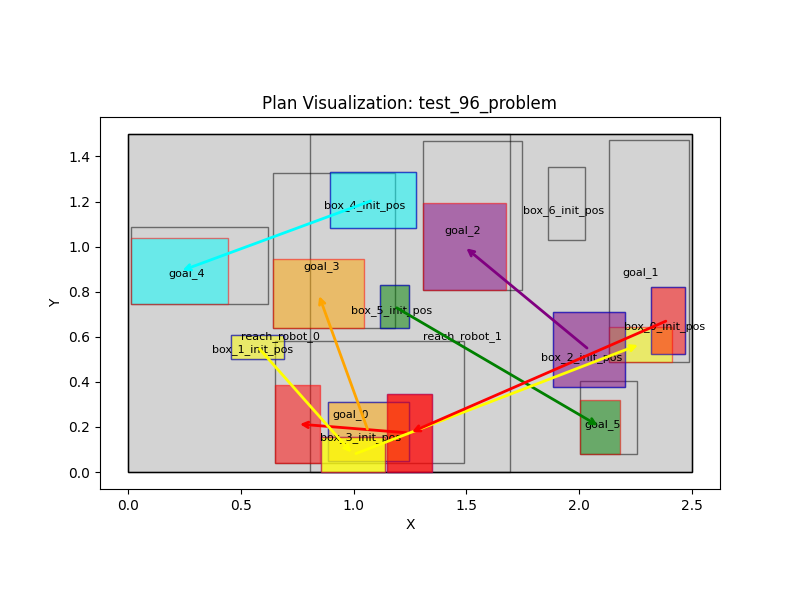 Plan Visualization: test_96_problem
1.4
1.2
1.0
0.8
0.6
0.4
0.2
0.0
Y
box_4_init_pos
box_6_init_pos
goal_2
goal_3
goal_4
goal_1
box_5_init_pos
box_0_init_pos
reach_robot_0
reach_robot_1
box_1_init_pos
box_2_init_pos
goal_0
goal_5
box_3_init_pos
0.0
0.5
1.0
1.5
2.0
2.5
X